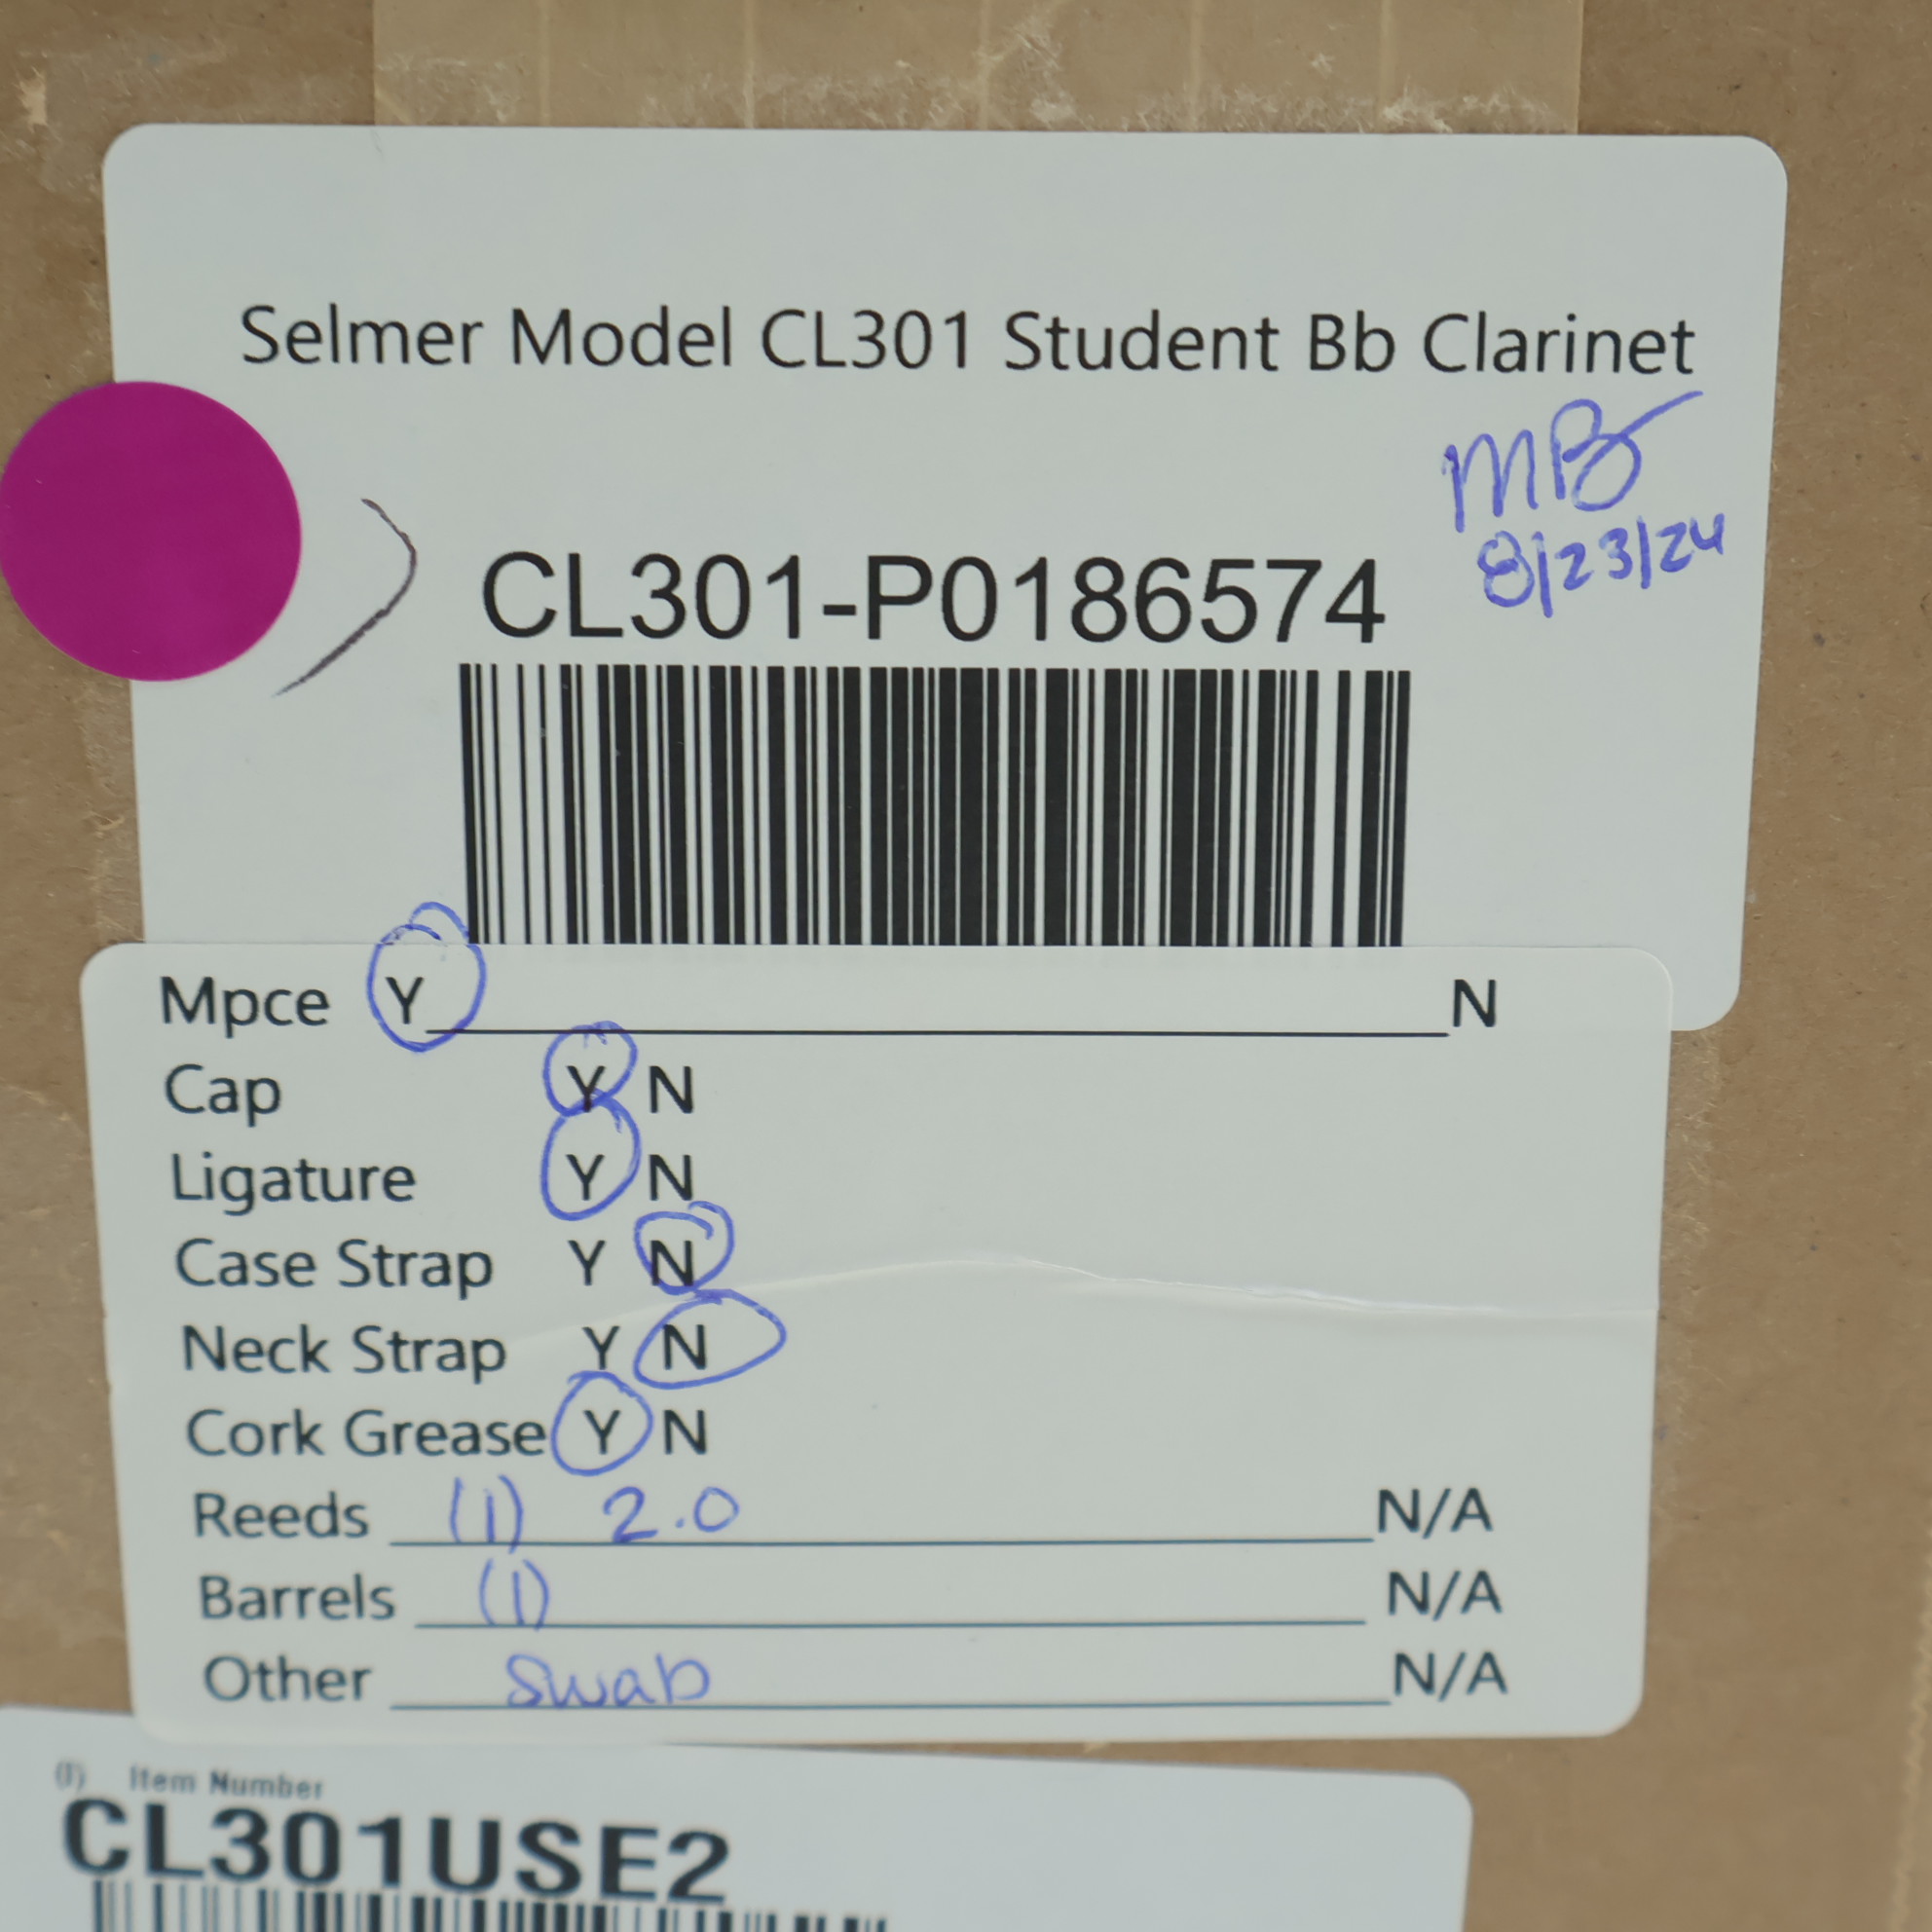 Selmer Model CL301 Student Bb Clarinet
MB
8/23/24
CL301-P0186574
Mpce Y N
Cap Y N
Ligature Y N
Case Strap Y N
Neck Strap Y N
Cork Grease Y N
Reeds (1) 2.0 N/A
Barrels (1) N/A
Other Swab N/A
(I) Item Number
CL301USE2